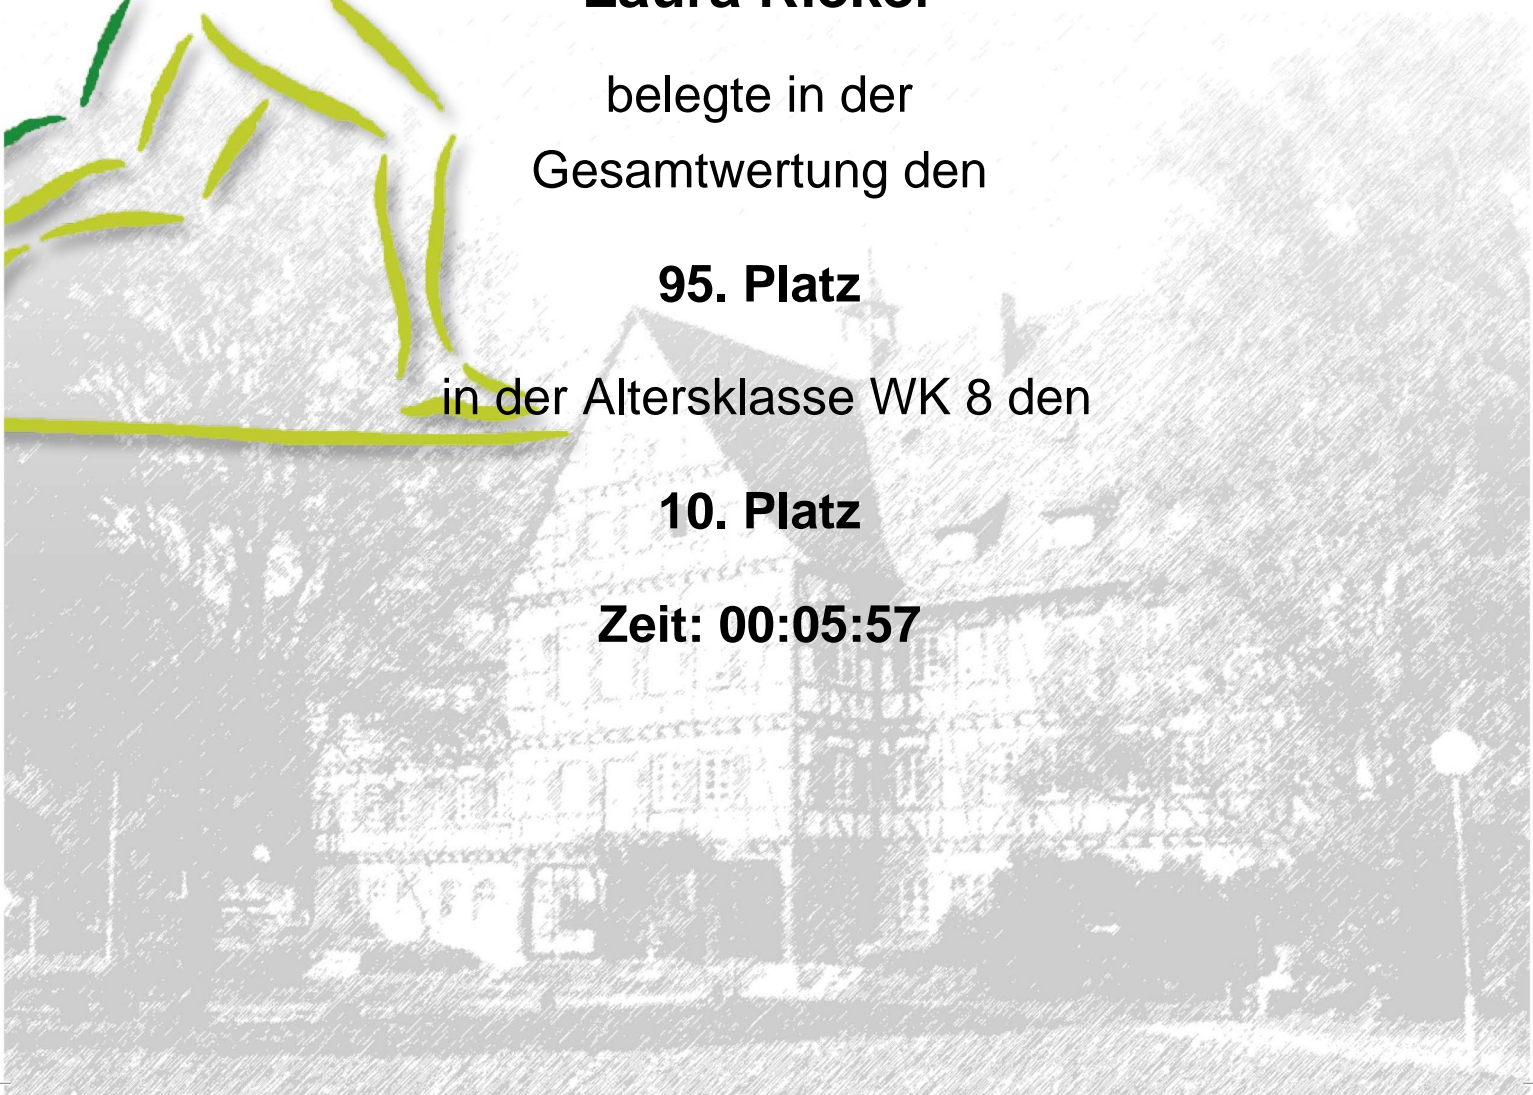 Laura
belegte in der
Gesamtwertung den
95. Platz
in der Altersklasse WK 8 den
10. Platz
Zeit: 00:05:57